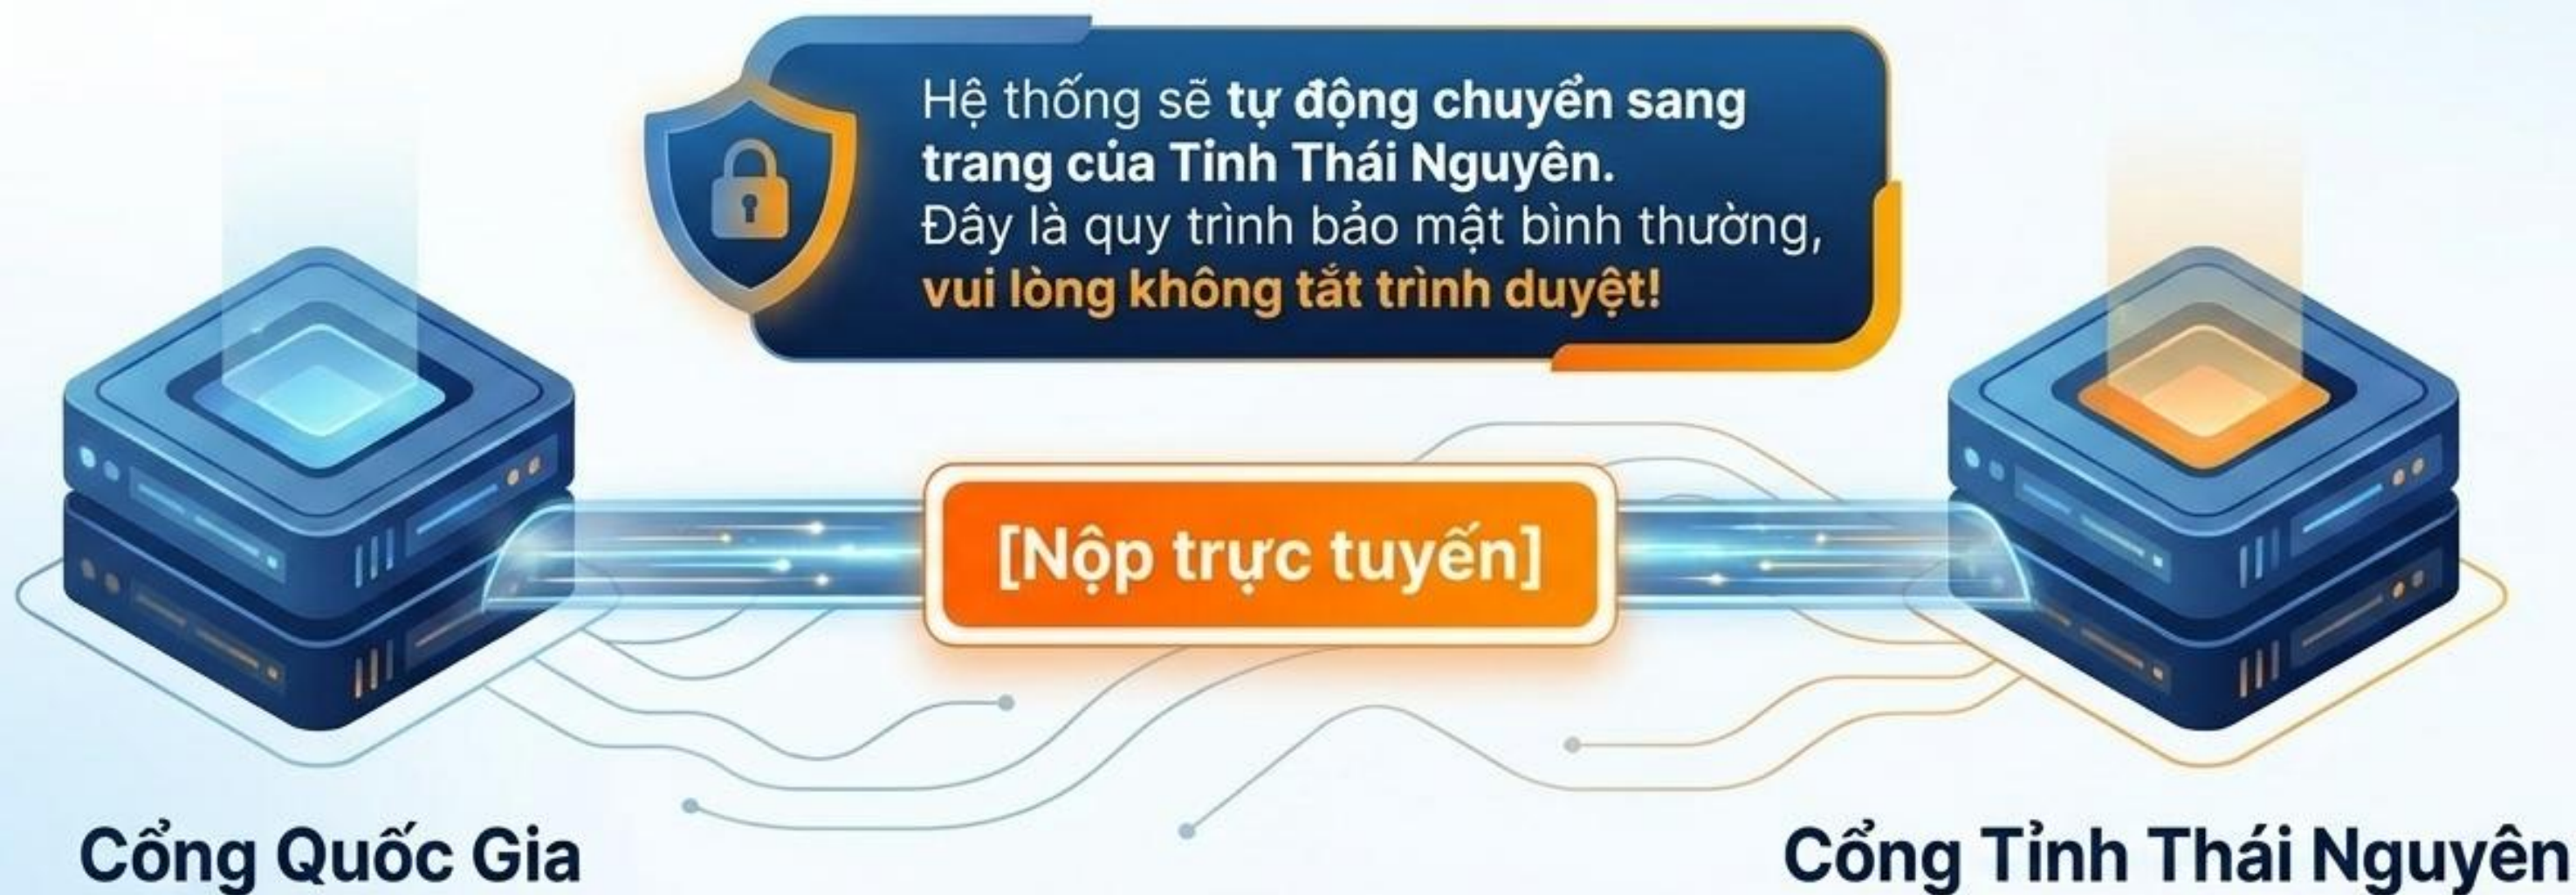 Hệ thống sẽ tự động chuyển sang
trang của Tỉnh Thái Nguyên.
Đây là quy trình bảo mật bình thường,
vui lòng không tắt trình duyệt!
[Nộp trực tuyến]
Cổng Quốc Gia
Cổng Tỉnh Thái Nguyên